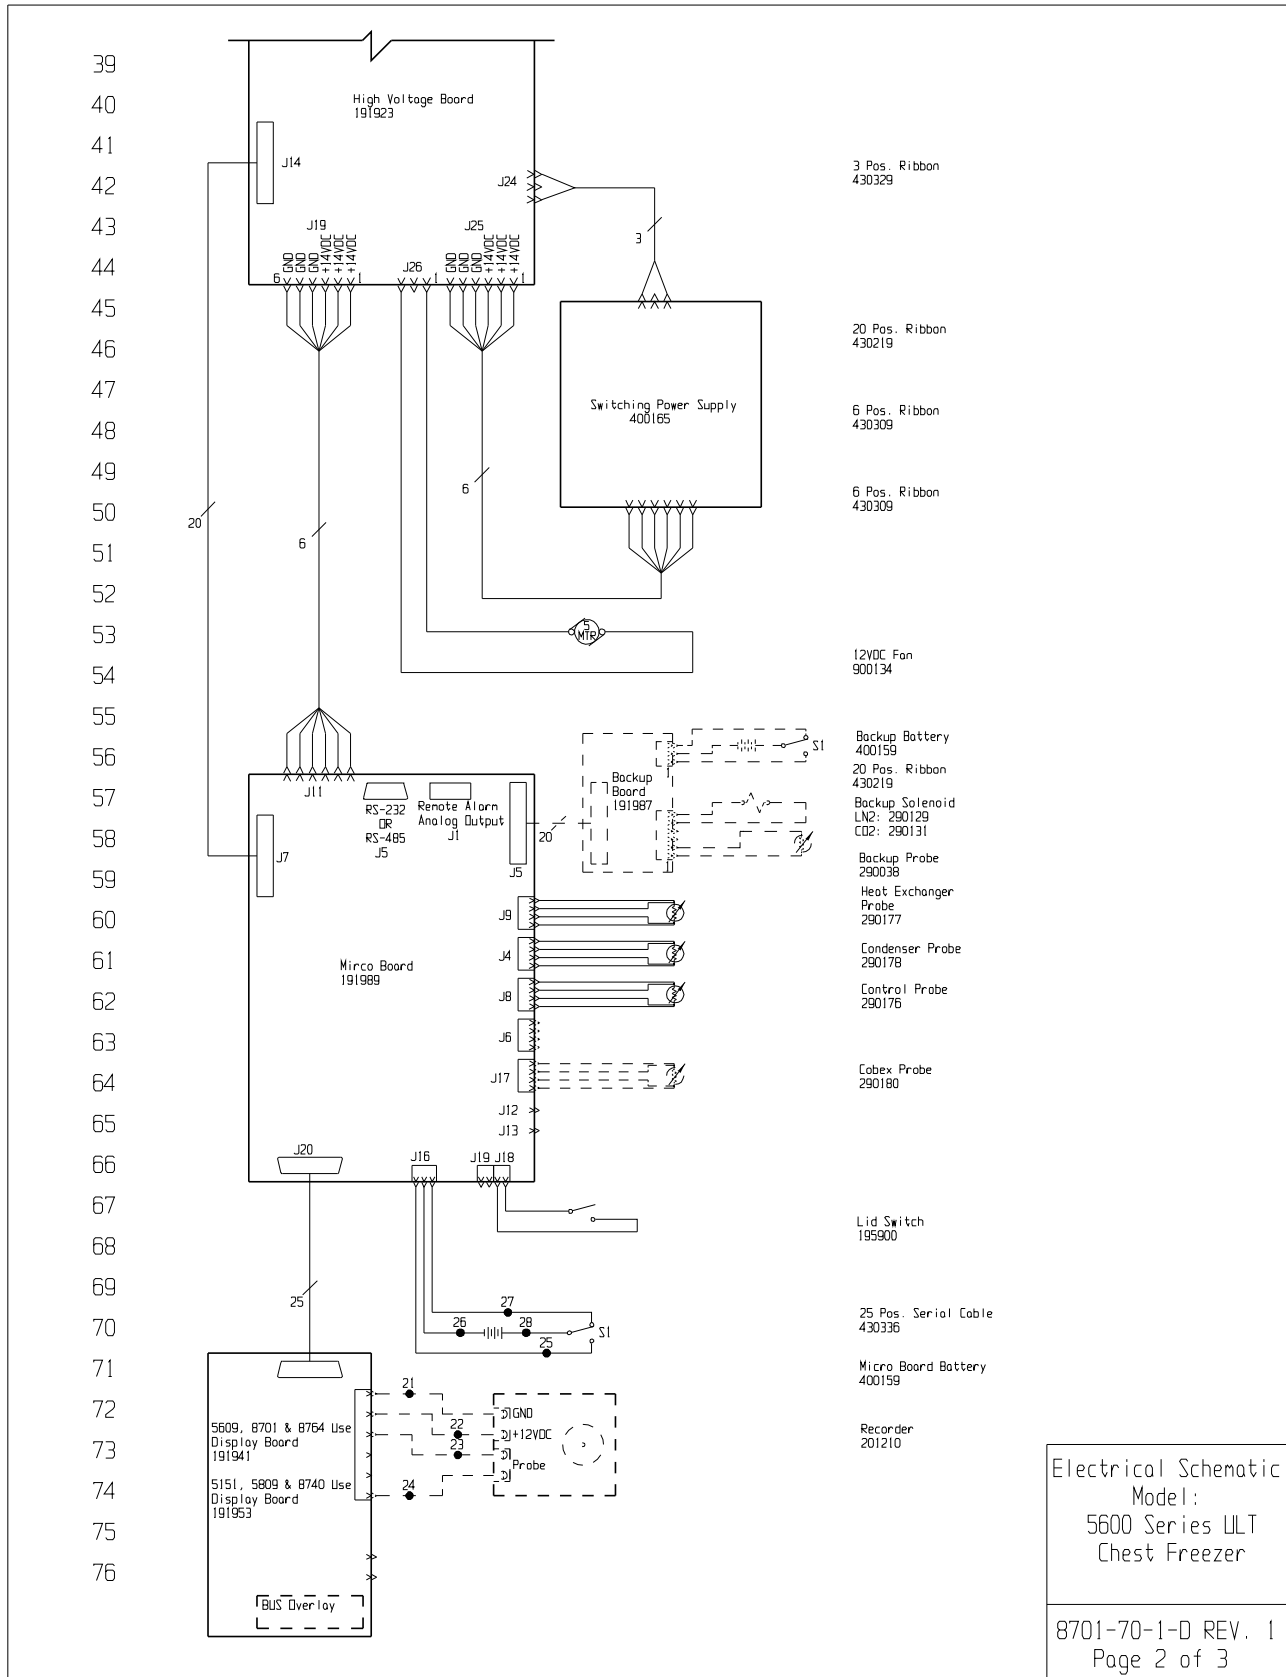 39
40
41
42
43
44
45
46
47
48
49
50
51
52
53
54
55
56
57
58
59
60
61
62
63
64
65
66
67
68
69
70
71
72
73
74
75
76
High Voltage Board
191923
J14
J24
J19
J25
GND
GND
GND
+14VDC
+14VDC
+14VDC
6
1
J26
1
GND
GND
GND
+14VDC
+14VDC
+14VDC
1
3
Switching Power Supply
400165
20
6
6
5
MTR
J11
RS-232
OR
RS-485
J5
Remote Alarm
Analog Output
J1
J5
J7
20
Backup
Board
191987
1
1
S1
J9
J4
J8
J6
J17
J12
J13
Mirco Board
191989
J20
J16
J19
J18
25
27
26
28
25
S1
21
22
23
24
GND
+12VDC
Probe
5609, 8701 & 8764 Use
Display Board
191941
5151, 5809 & 8740 Use
Display Board
191953
BUS Overlay
3 Pos. Ribbon
430329
20 Pos. Ribbon
430219
6 Pos. Ribbon
430309
6 Pos. Ribbon
430309
12VDC Fan
900134
Backup Battery
400159
20 Pos. Ribbon
430219
Backup Solenoid
LN2: 290129
CO2: 290131
Backup Probe
290038
Heat Exchanger
Probe
290177
Condenser Probe
290178
Control Probe
290176
Cobex Probe
290180
Lid Switch
195900
25 Pos. Serial Cable
430336
Micro Board Battery
400159
Recorder
201210
Electrical Schematic
Model:
5600 Series ULT
Chest Freezer
8701-70-1-D REV. 1
Page 2 of 3